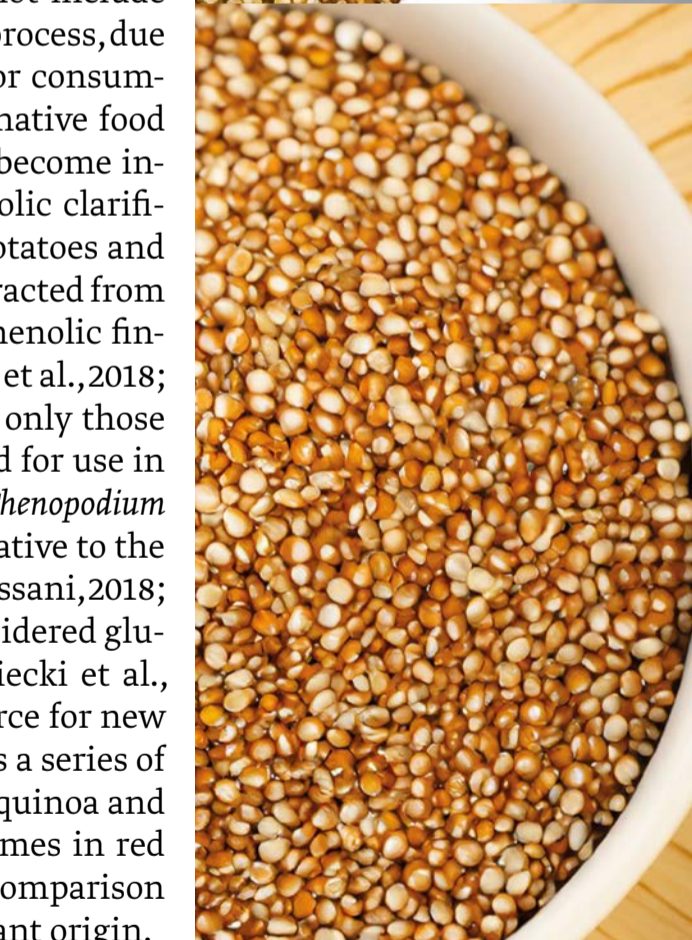 process, due
or consum-
native food
become in-
olic clarifi-
otatoes and
racted from
henolic fin-
et al., 2018;
only those
d for use in
henopodium
ative to the
ssani, 2018;
idered glu-
iecki et al.,
rce for new
s a series of
quinoa and
mes in red
omparison
ant origin.